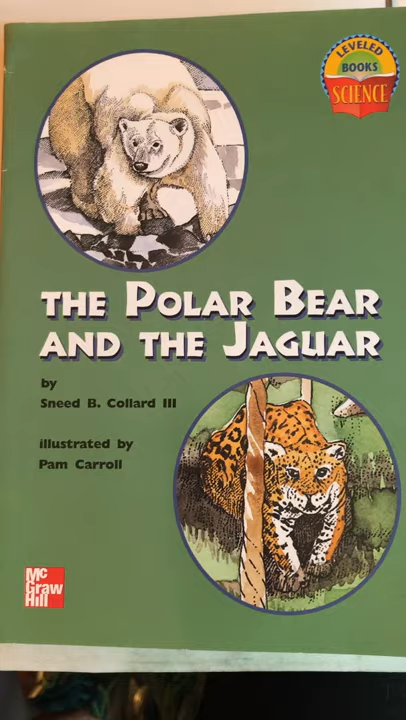 LEVELED
BOOKS
SCIENCE
THE POLAR BEAR
AND THE JAGUAR
by
Sneed B. Collard III
illustrated by
Pam Carroll
Mc
Graw
Hill